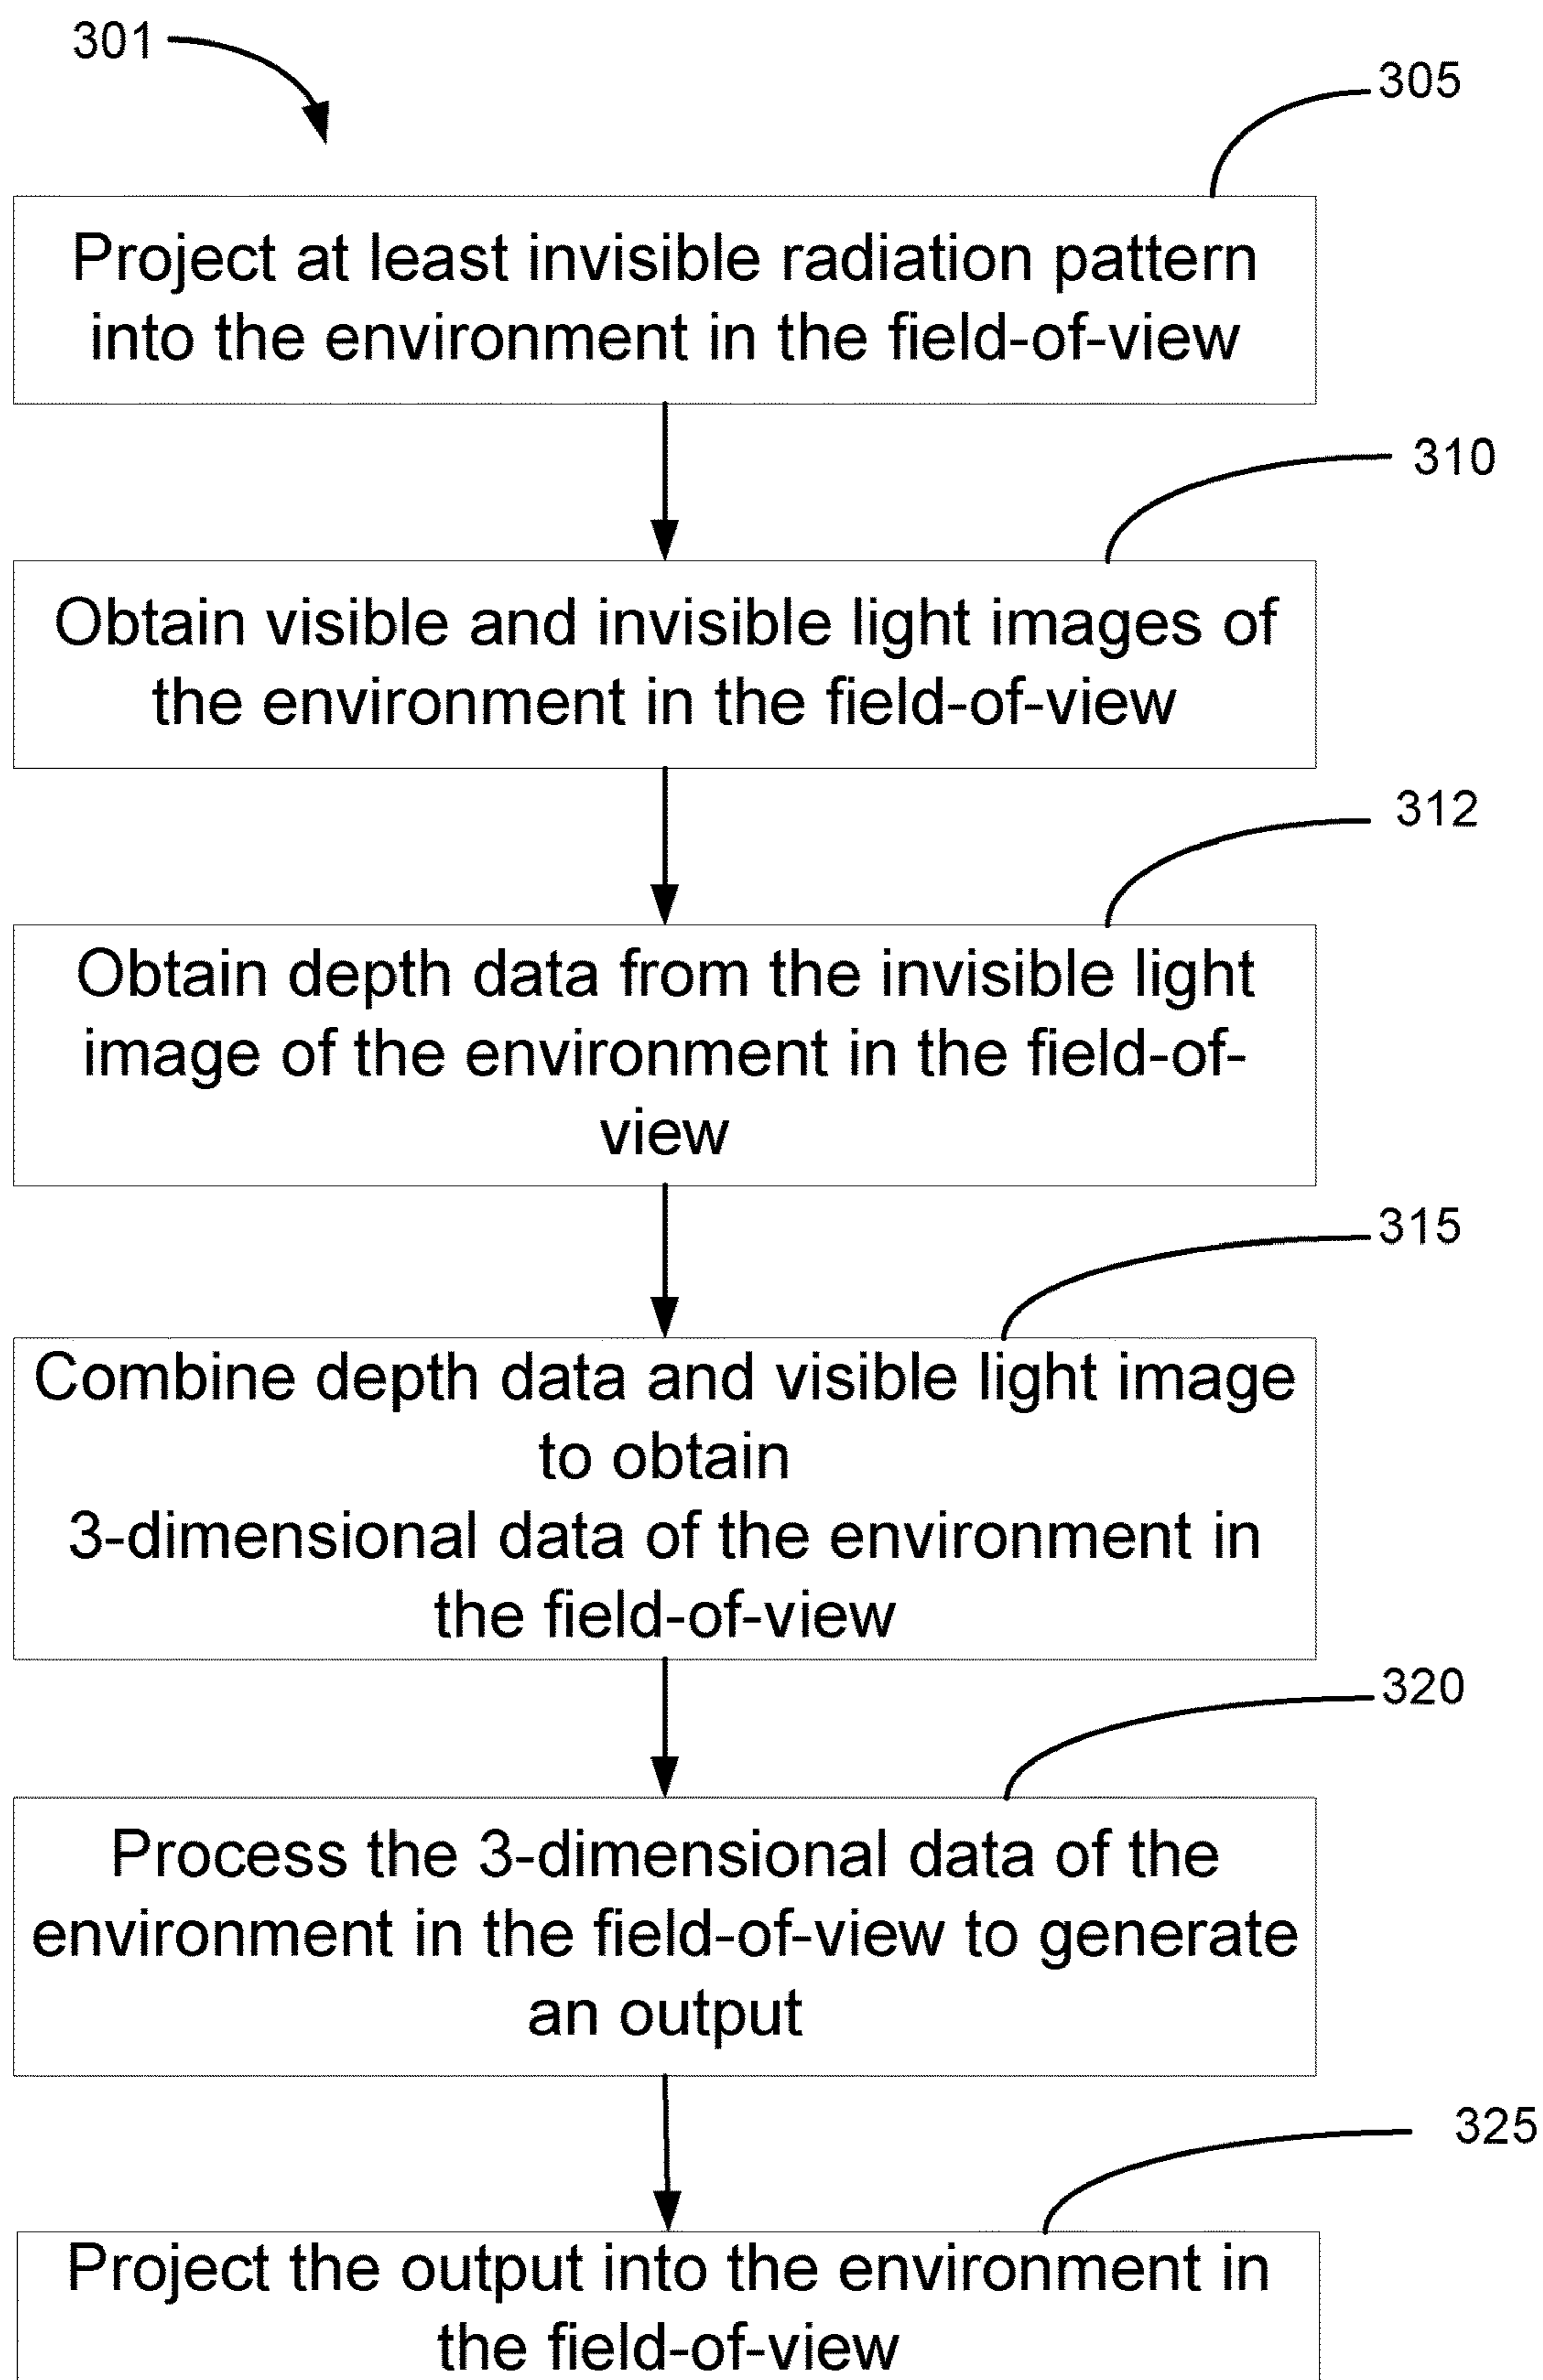 301
305
Project at least invisible radiation pattern
into the environment in the field-of-view
310
Obtain visible and invisible light images of
the environment in the field-of-view
312
Obtain depth data from the invisible light
image of the environment in the field-of-
view
315
Combine depth data and visible light image
to obtain
3-dimensional data of the environment in
the field-of-view
320
Process the 3-dimensional data of the
environment in the field-of-view to generate
an output
325
Project the output into the environment in
the field-of-view